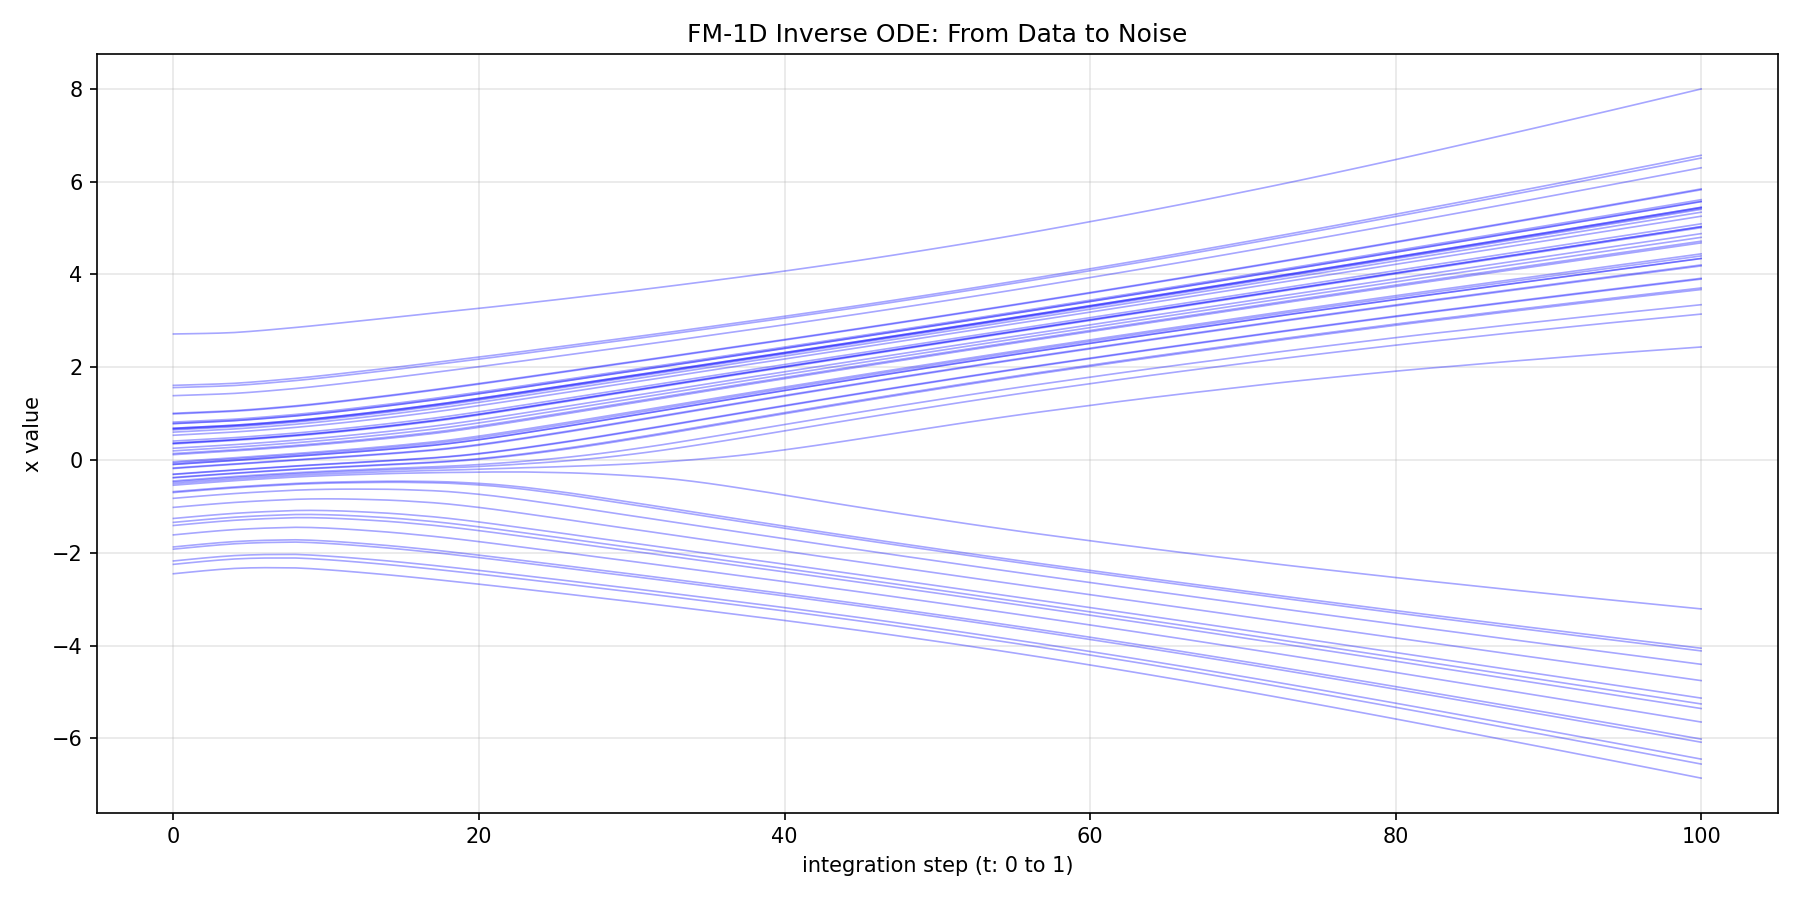 FM-1D Inverse ODE: From Data to Noise
8
6
4
2
0
−2
−4
−6
x value
0 20 40 60 80 100
integration step (t: 0 to 1)